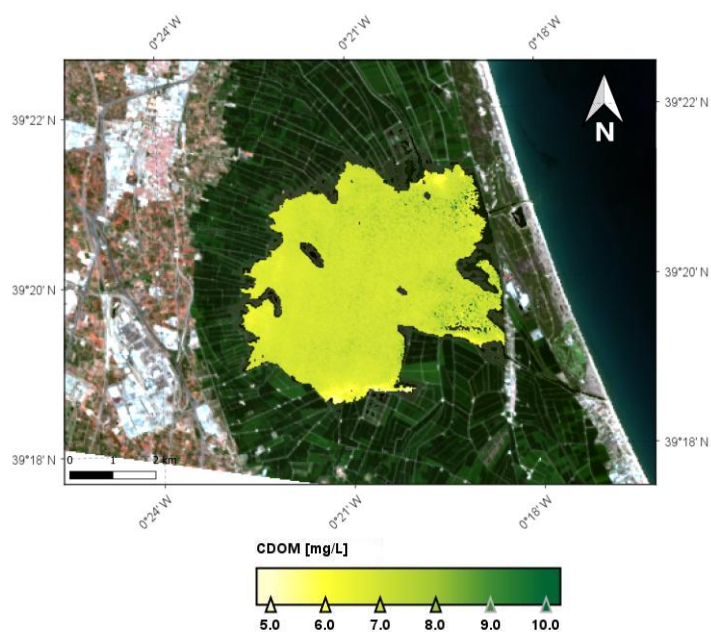 0°24' W 0°21' W 0°18' W
N
39°22' N 39°22' N
39°20' N 39°20' N
39°18' N 39°18' N
0 1 2 km
0°24' W 0°21' W 0°18' W
CDOM [mg/L]
5.0 6.0 7.0 8.0 9.0 10.0